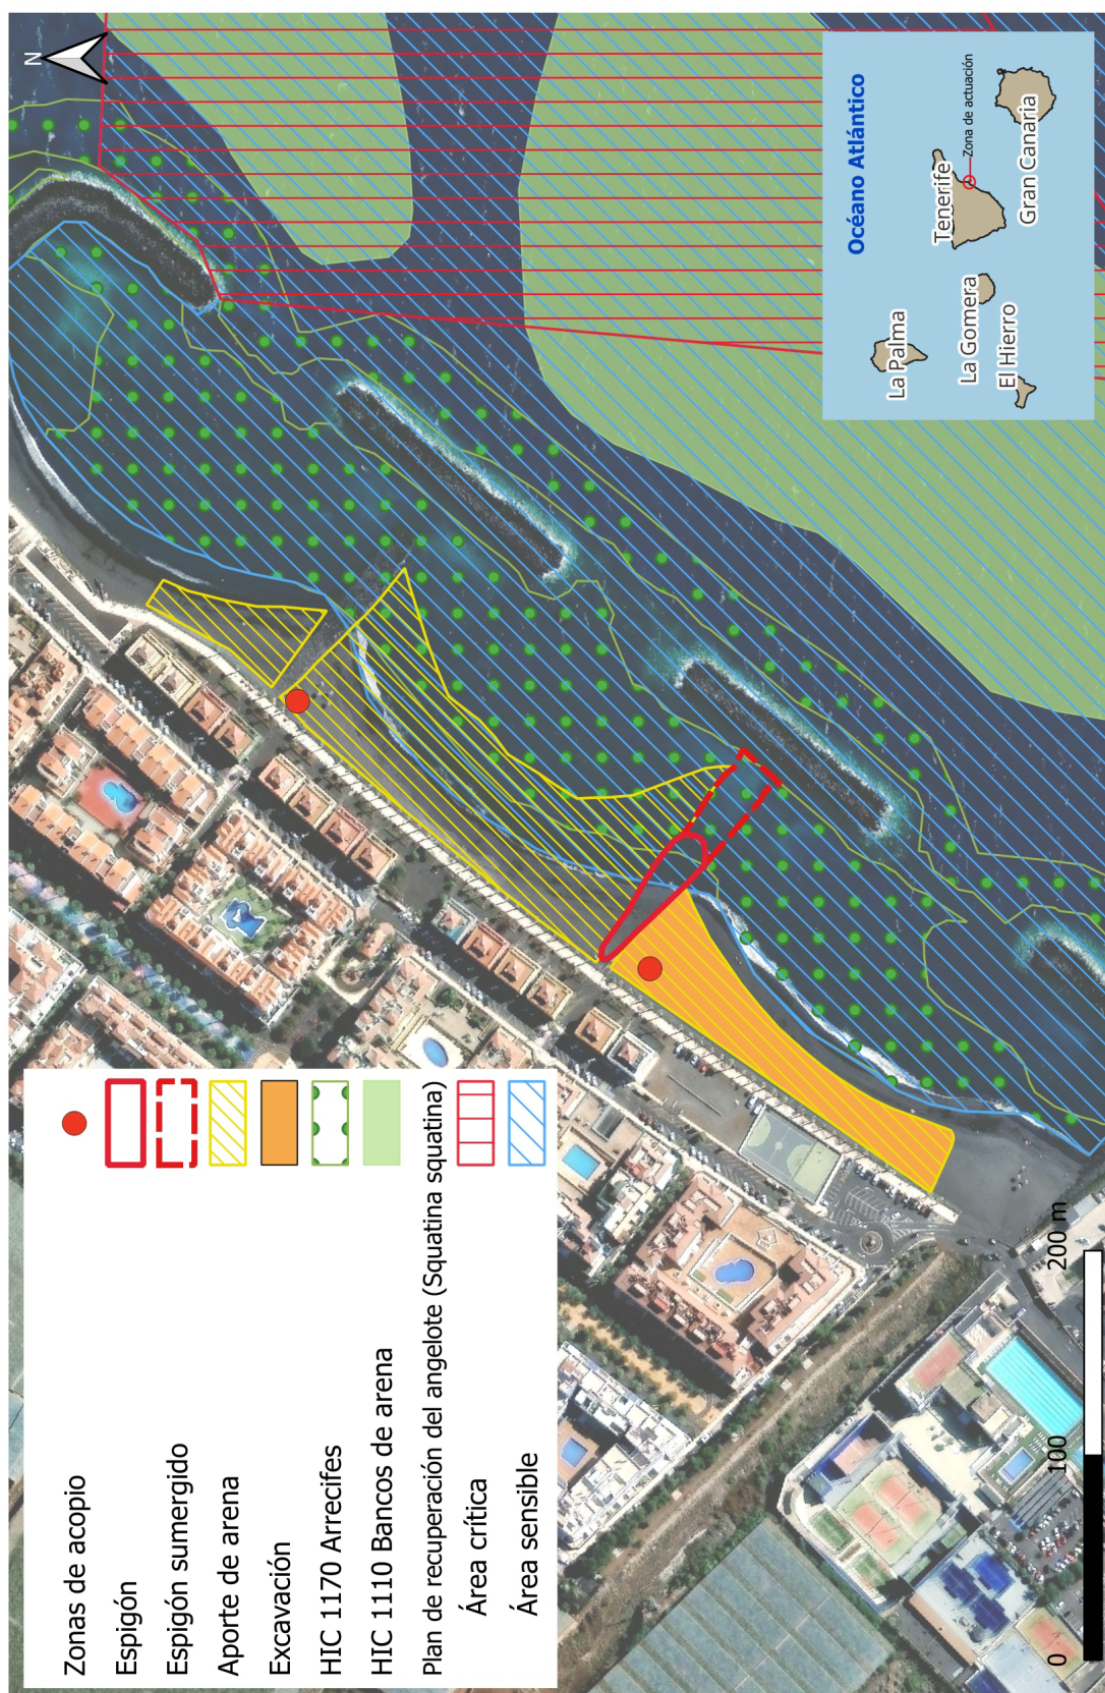 Zonas de acopio
Espigón
Espigón sumergido
Aporte de arena
Excavación
HIC 1170 Arrecifes
HIC 1110 Bancos de arena
Plan de recuperación del angelote (Squatina squatina)
Área crítica
Área sensible
0 100 200 m
N
Océano Atlántico
La Palma
Tenerife
Zona de actuación
La Gomera
El Hierro
Gran Canaria